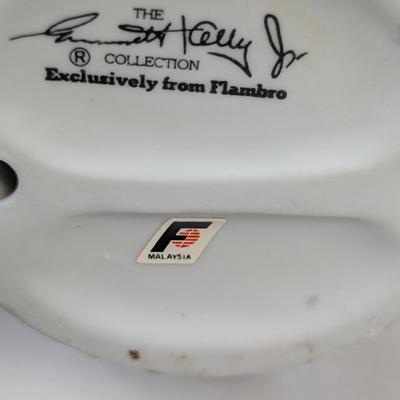 THE
Emmett Kelly Jr.
® COLLECTION
Exclusively from Flambro
F
MALAYSIA